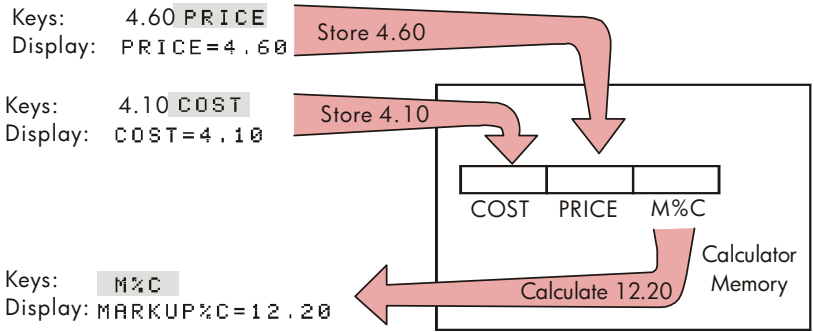 Keys: 4.60 PRICE
Display: PRICE=4.60
Store 4.60
Keys: 4.10 COST
Display: COST=4.10
Store 4.10
COST PRICE M%C
Calculator
Memory
Keys: M%C
Display: MARKUP%C=12.20
Calculate 12.20